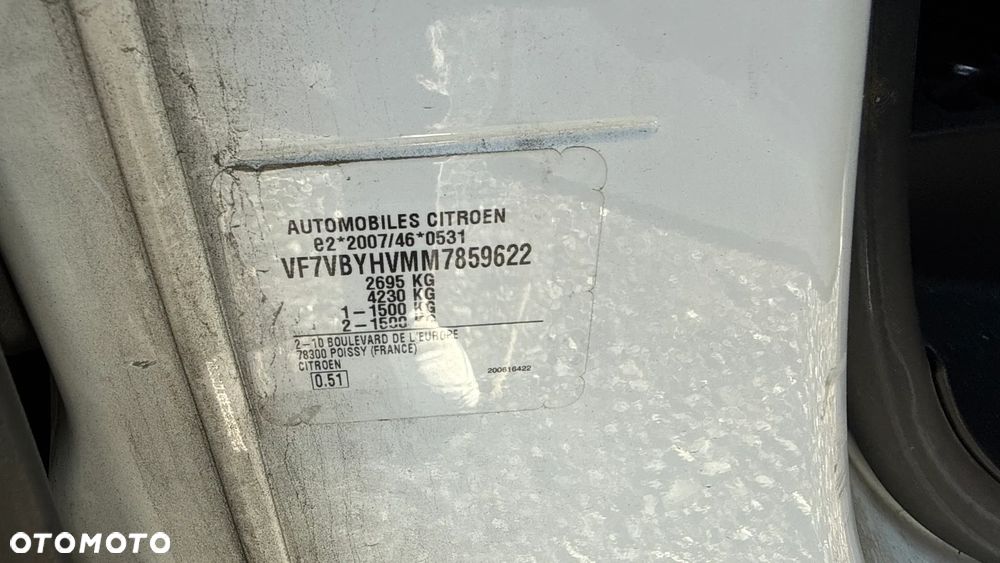 AUTOMOBILES CITROEN
e2*2007/46*0531
VF7VBYHVMM7859622
2695 KG
4230 KG
1-1500 KG
2-1500 KG
2-10 BOULEVARD DE L'EUROPE
78300 POISSY (FRANCE)
CITROEN
0.51
200616422
OTOMOTO